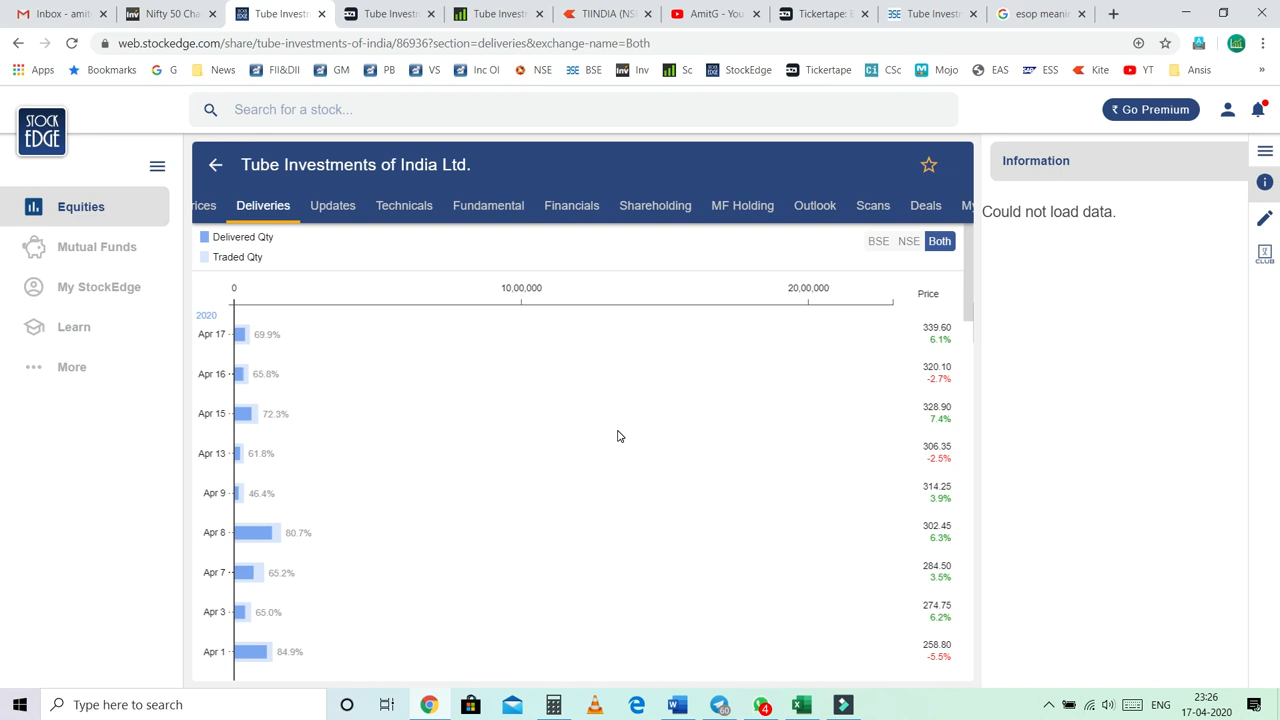 Inbox - amit
Nifty 50 Cha
Tube Investm
Tube Investm
Tube Investm
TIINDIA (NS
AmitG - You
Tickertape: E
Tube Investm
esop meanin
web.stockedge.com/share/tube-investments-of-india/86936?section=deliveries&exchange-name=Both
Apps Bookmarks G News FII&DII GM PB VS Inc OI NSE BSE Inv Inv Sc StockEdge Tickertape CSc Mojo EAS ESS Kite YT Ansis »
STOCK
EDGE
Search for a stock...
₹ Go Premium
Tube Investments of India Ltd.
Information
rices Deliveries Updates Technicals Fundamental Financials Shareholding MF Holding Outlook Scans Deals My
Could not load data.
Equities
Mutual Funds
My StockEdge
Learn
More
CLUB
Delivered Qty
Traded Qty
BSE NSE Both
0 10,00,000 20,00,000 Price
2020
Apr 17 69.9% 339.60
6.1%
Apr 16 65.8% 320.10
-2.7%
Apr 15 72.3% 328.90
7.4%
Apr 13 61.8% 306.35
-2.5%
Apr 9 46.4% 314.25
3.9%
Apr 8 80.7% 302.45
6.3%
Apr 7 65.2% 284.50
3.5%
Apr 3 65.0% 274.75
6.2%
Apr 1 84.9% 258.80
-5.5%
Type here to search
60
4
ENG
23:26
17-04-2020